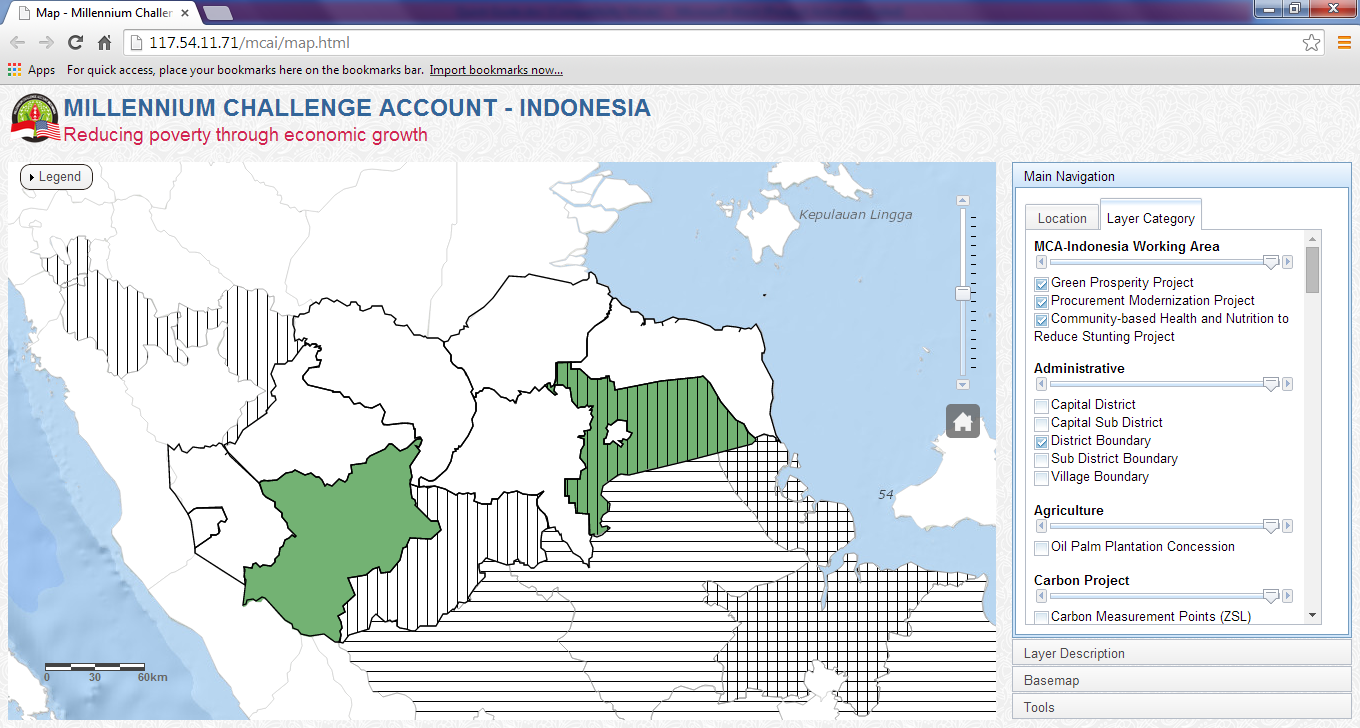 Map - Millennium Challer
117.54.11.71/mcai/map.html
Apps For quick access, place your bookmarks here on the bookmarks bar. Import bookmarks now...
MILLENNIUM CHALLENGE ACCOUNT - INDONESIA
Reducing poverty through economic growth
Legend
Kepulauan Lingga
54
0 30 60km
Main Navigation
Location Layer Category
MCA-Indonesia Working Area
Green Prosperity Project
Procurement Modernization Project
Community-based Health and Nutrition to
Reduce Stunting Project
Administrative
Capital District
Capital Sub District
District Boundary
Sub District Boundary
Village Boundary
Agriculture
Oil Palm Plantation Concession
Carbon Project
Carbon Measurement Points (ZSL)
Layer Description
Basemap
Tools